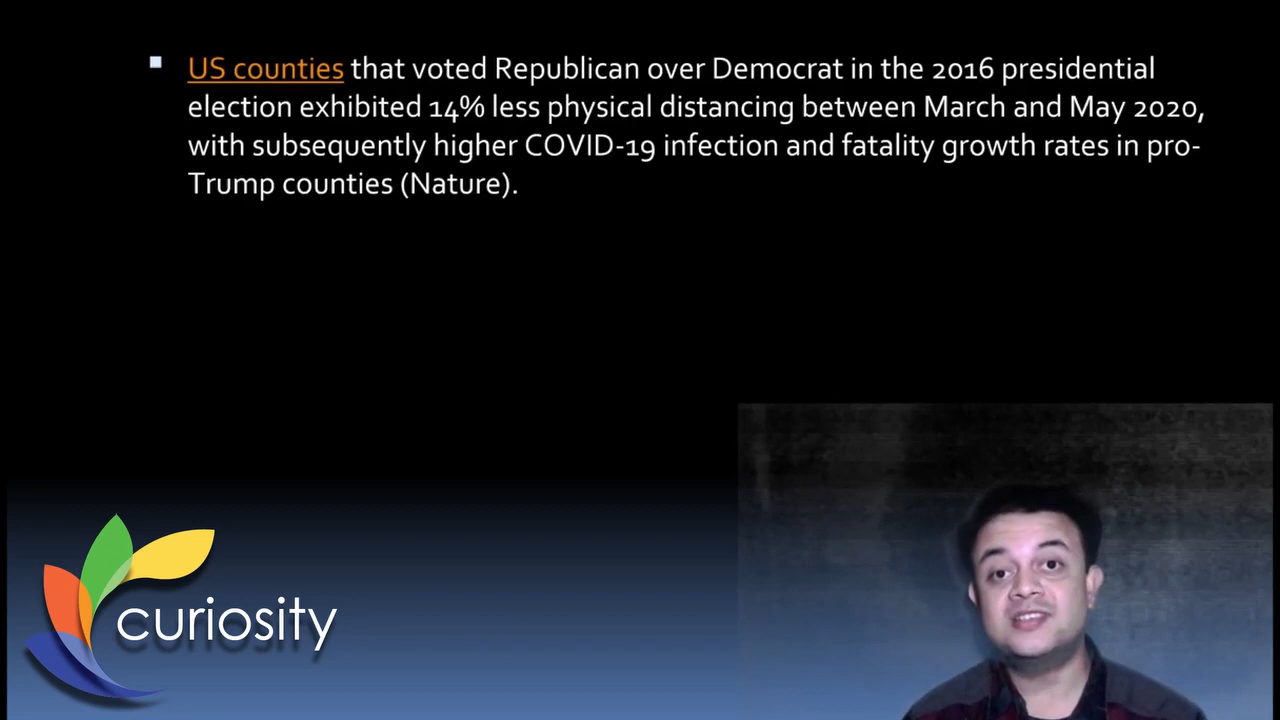 US counties that voted Republican over Democrat in the 2016 presidential
election exhibited 14% less physical distancing between March and May 2020,
with subsequently higher COVID-19 infection and fatality growth rates in pro-
Trump counties (Nature).
curiosity